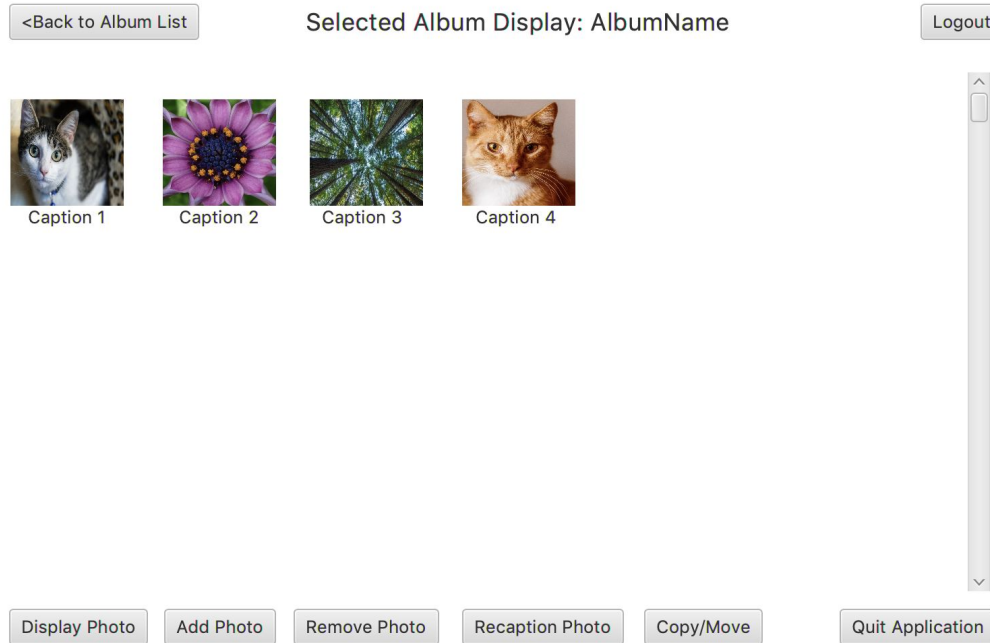 <Back to Album List
Selected Album Display: AlbumName
Logout
Caption 1
Caption 2
Caption 3
Caption 4
Display Photo
Add Photo
Remove Photo
Recaption Photo
Copy/Move
Quit Application